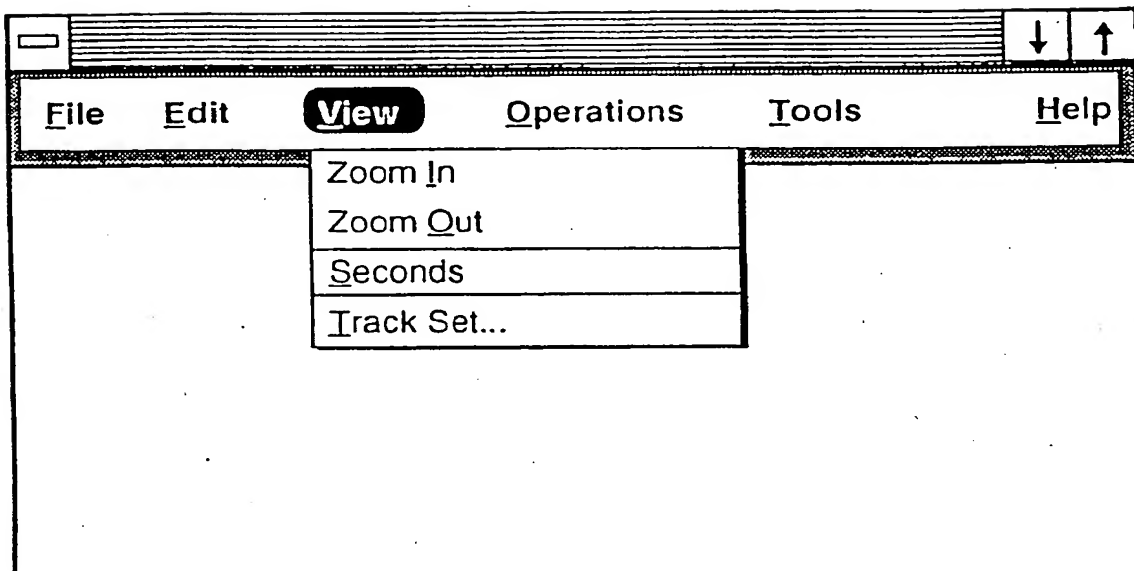 File Edit View Operations Tools Help
Zoom In
Zoom Out
Seconds
Track Set...